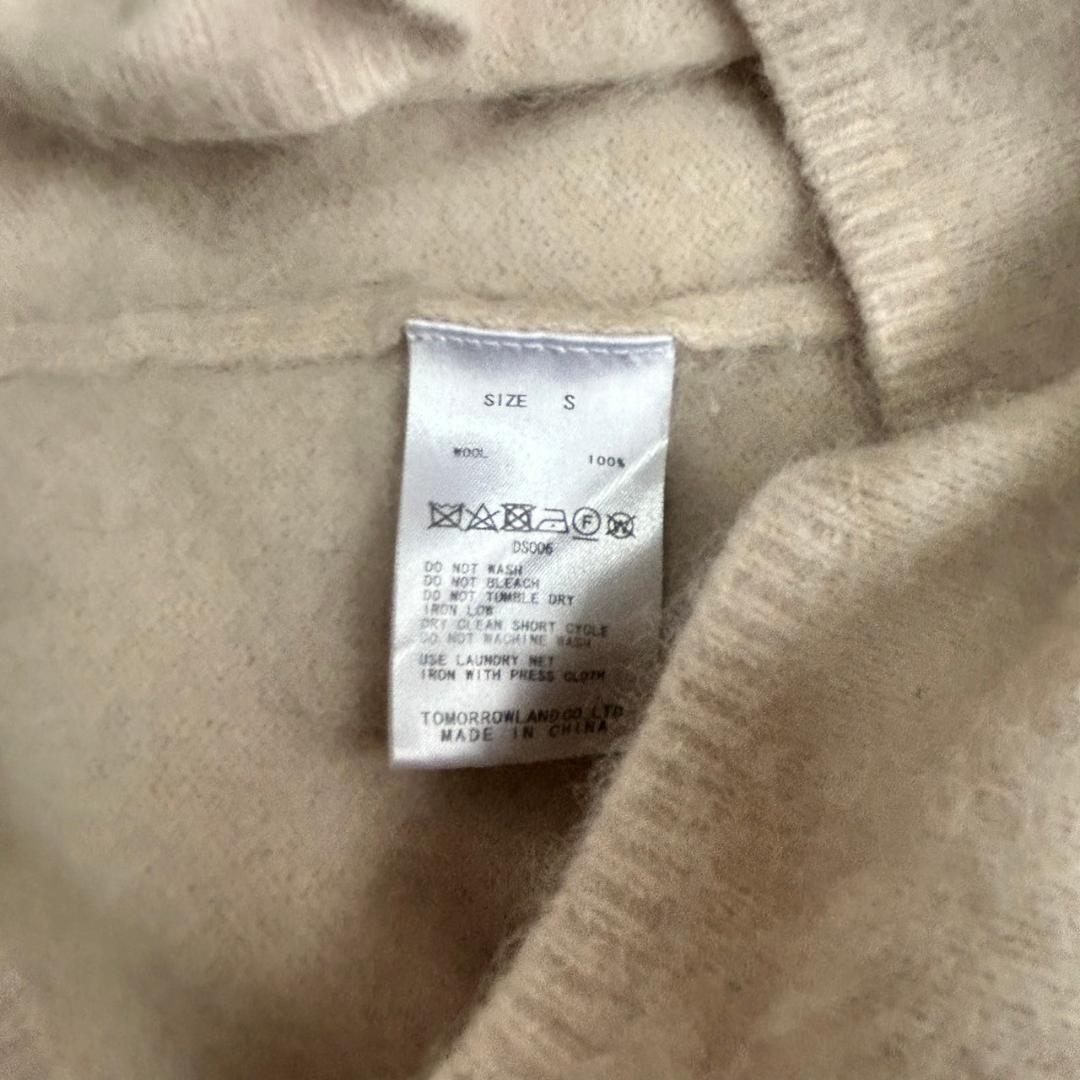 SIZE S
WOOL 100%
F W
DS006
DO NOT WASH
DO NOT BLEACH
DO NOT TUMBLE DRY
IRON LOW
DRY CLEAN SHORT CYCLE
DO NOT MACHINE WASH
USE LAUNDRY NET
IRON WITH PRESS CLOTH
TOMORROWLAND CO.,LTD
MADE IN CHINA